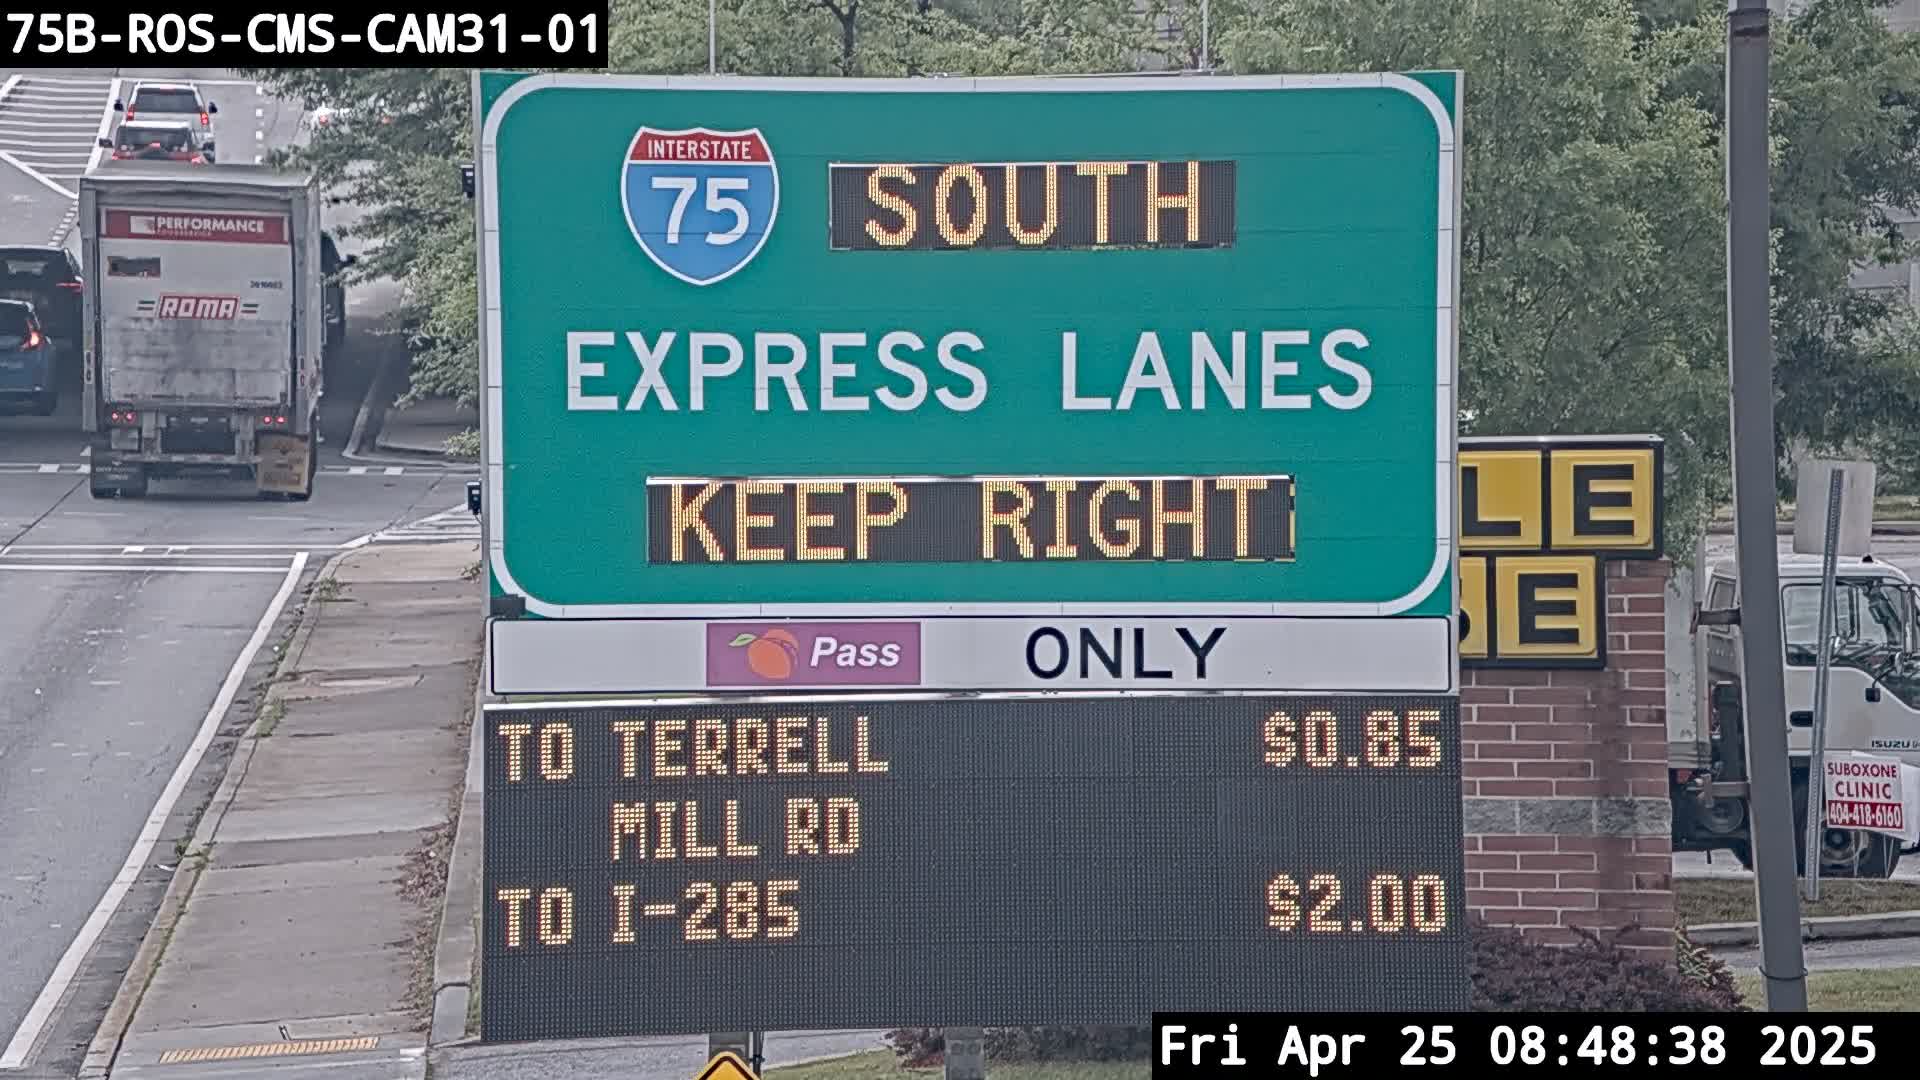 75B-ROS-CMS-CAM31-01
INTERSTATE
75
SOUTH
EXPRESS LANES
KEEP RIGHT
Pass ONLY
TO TERRELL $0.85
MILL RD
TO I-285 $2.00
PERFORMANCE
FOODSERVICE
ROMA
LE
E
ISUZU
SUBOXONE
CLINIC
404-418-6160
Fri Apr 25 08:48:38 2025